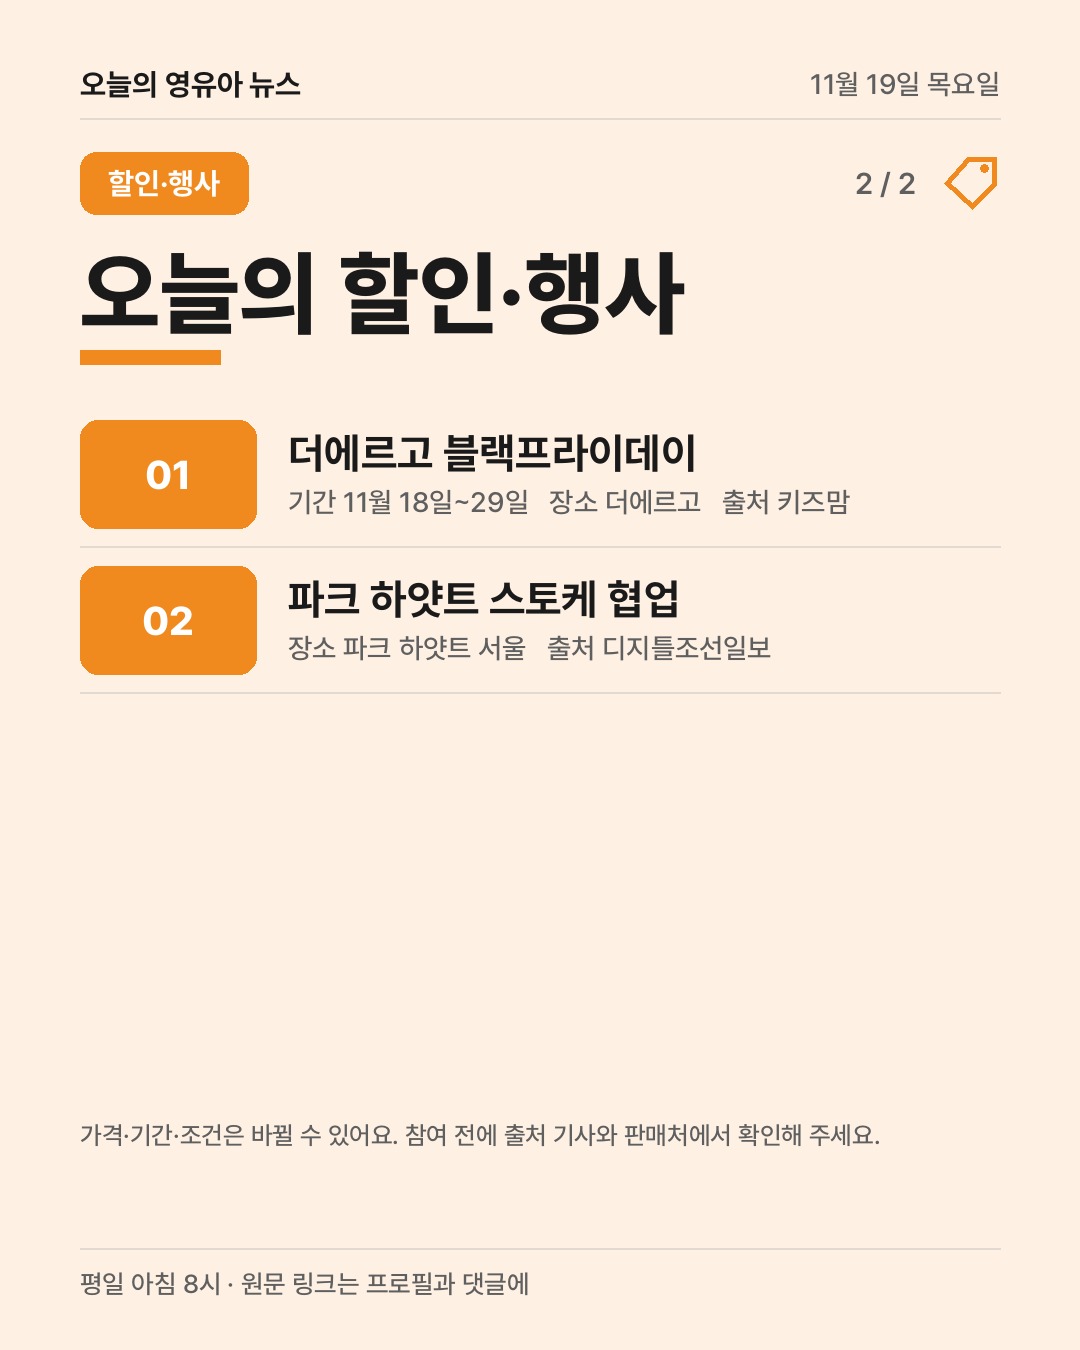 오늘의 영유아 뉴스
11월 19일 목요일
할인·행사
2 / 2
오늘의 할인·행사
01
더에르고 블랙프라이데이
기간 11월 18일~29일 장소 더에르고 출처 키즈맘
02
파크 하얏트 스토케 협업
장소 파크 하얏트 서울 출처 디지틀조선일보
가격·기간·조건은 바뀔 수 있어요. 참여 전에 출처 기사와 판매처에서 확인해 주세요.
평일 아침 8시 · 원문 링크는 프로필과 댓글에